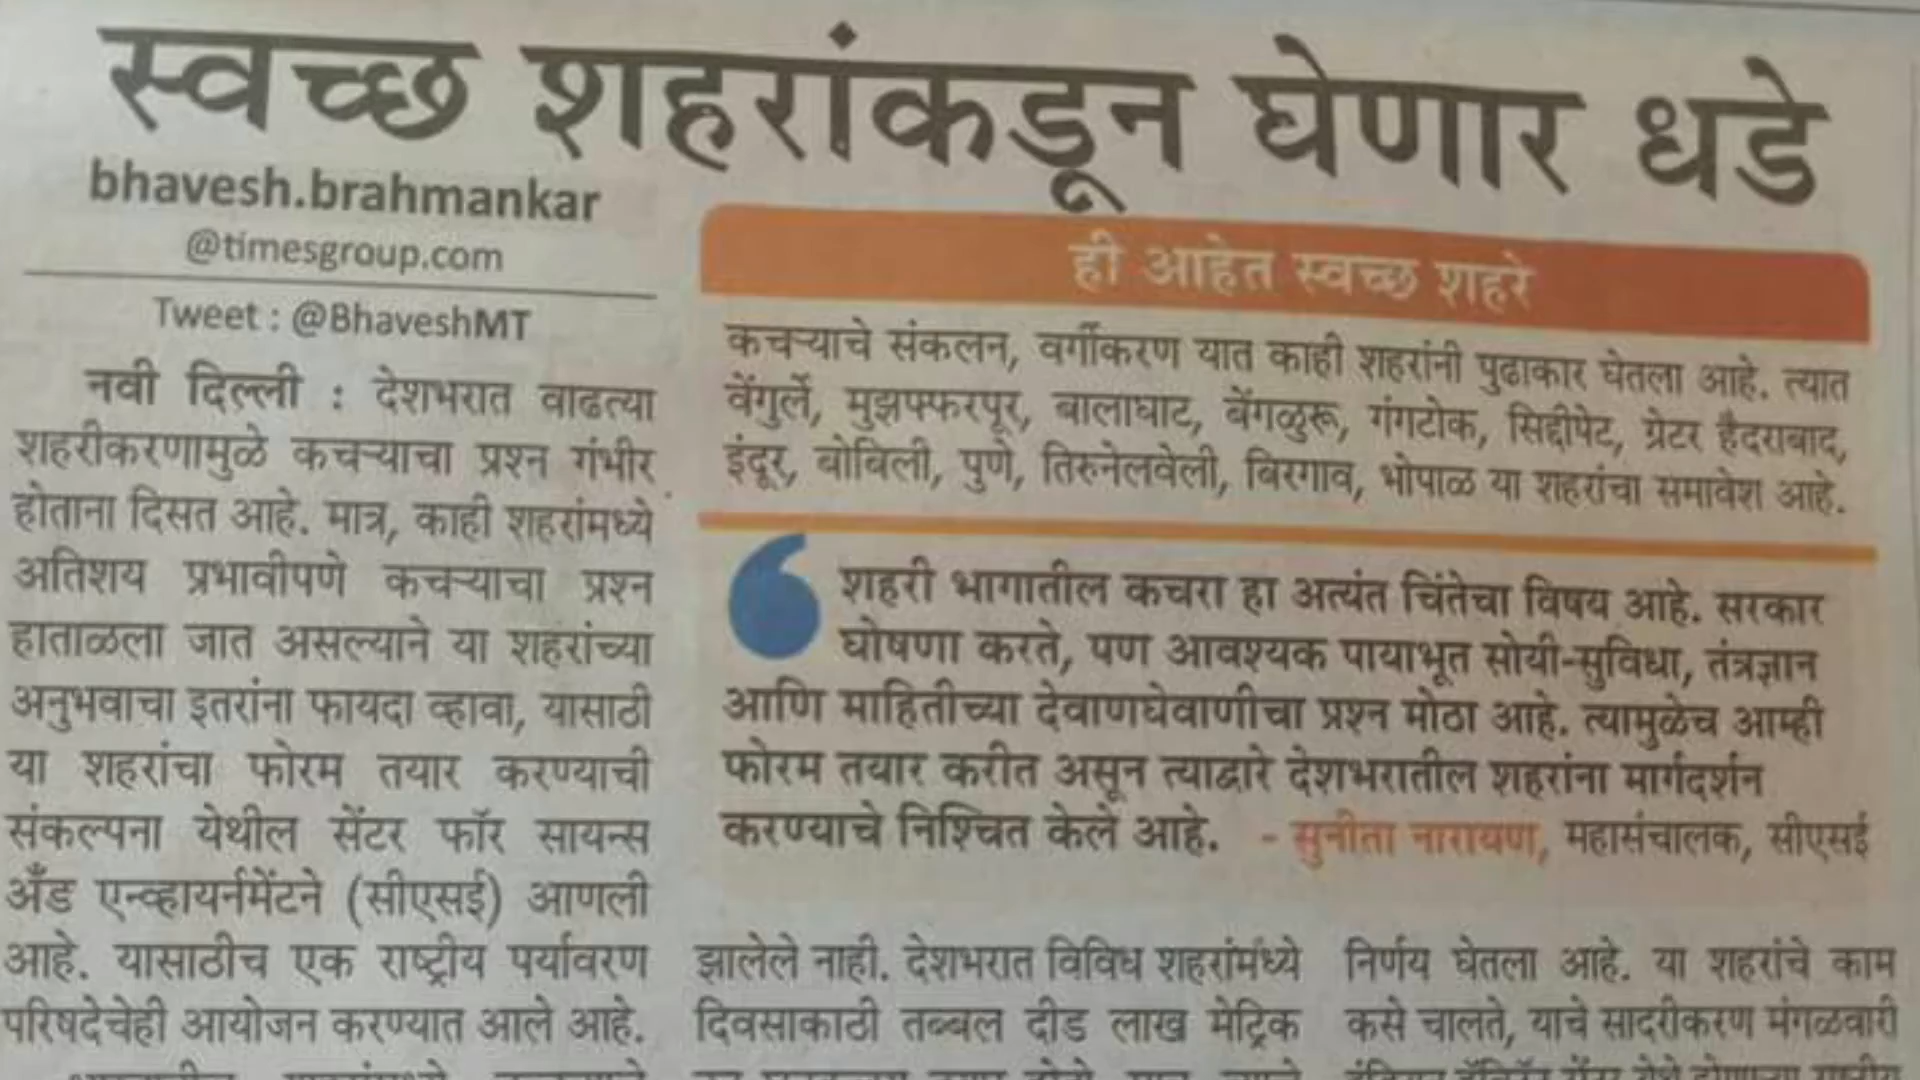 स्वच्छ शहरांकडून घेणार धडे
bhavesh.brahmankar
@timesgroup.com
Tweet : @BhaveshMT
नवी दिल्ली : देशभरात वाढत्या
शहरीकरणामुळे कचऱ्याचा प्रश्न गंभीर
होताना दिसत आहे. मात्र, काही शहरांमध्ये
अतिशय प्रभावीपणे कचऱ्याचा प्रश्न
हाताळला जात असल्याने या शहरांच्या
अनुभवाचा इतरांना फायदा व्हावा, यासाठी
या शहरांचा फोरम तयार करण्याची
संकल्पना येथील सेंटर फॉर सायन्स
अँड एन्व्हायर्नमेंटने (सीएसई) आणली
आहे. यासाठीच एक राष्ट्रीय पर्यावरण
परिषदेचेही आयोजन करण्यात आले आहे.
ही आहेत स्वच्छ शहरे
कचऱ्याचे संकलन, वर्गीकरण यात काही शहरांनी पुढाकार घेतला आहे. त्यात
वेंगुर्ले, मुझफ्फरपूर, बालाघाट, बेंगळुरू, गंगटोक, सिद्दीपेट, ग्रेटर हैदराबाद,
इंदूर, बोबिली, पुणे, तिरुनेलवेली, बिरगाव, भोपाळ या शहरांचा समावेश आहे.
शहरी भागातील कचरा हा अत्यंत चिंतेचा विषय आहे. सरकार
घोषणा करते, पण आवश्यक पायाभूत सोयी-सुविधा, तंत्रज्ञान
आणि माहितीच्या देवाणघेवाणीचा प्रश्न मोठा आहे. त्यामुळेच आम्ही
फोरम तयार करीत असून त्याद्वारे देशभरातील शहरांना मार्गदर्शन
करण्याचे निश्चित केले आहे. - सुनीता नारायण, महासंचालक, सीएसई
झालेले नाही. देशभरात विविध शहरांमध्ये
दिवसाकाठी तब्बल दीड लाख मेट्रिक
निर्णय घेतला आहे. या शहरांचे काम
कसे चालते, याचे सादरीकरण मंगळवारी